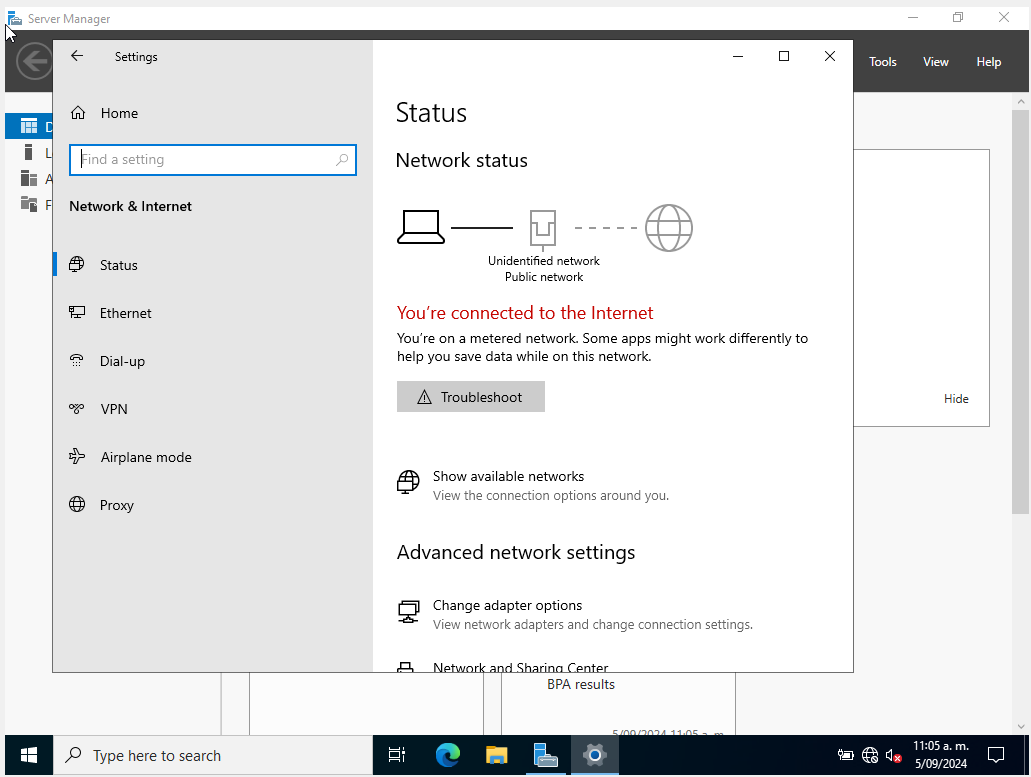 Server Manager
Tools
View
Help
Settings
Home
Find a setting
Network & Internet
Status
Ethernet
Dial-up
VPN
Airplane mode
Proxy
Status
Network status
Unidentified network
Public network
You're connected to the Internet
You're on a metered network. Some apps might work differently to
help you save data while on this network.
Troubleshoot
Show available networks
View the connection options around you.
Advanced network settings
Change adapter options
View network adapters and change connection settings.
Network and Sharing Center
Hide
BPA results
5/09/2024 11:05 a. m.
Type here to search
11:05 a. m.
5/09/2024